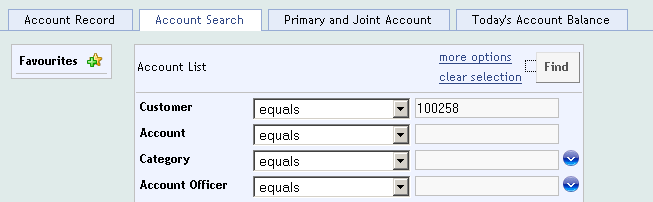 Account Record Account Search Primary and Joint Account Today's Account Balance
Favourites
Account List more options Find
clear selection
Customer equals 100258
Account equals
Category equals
Account Officer equals